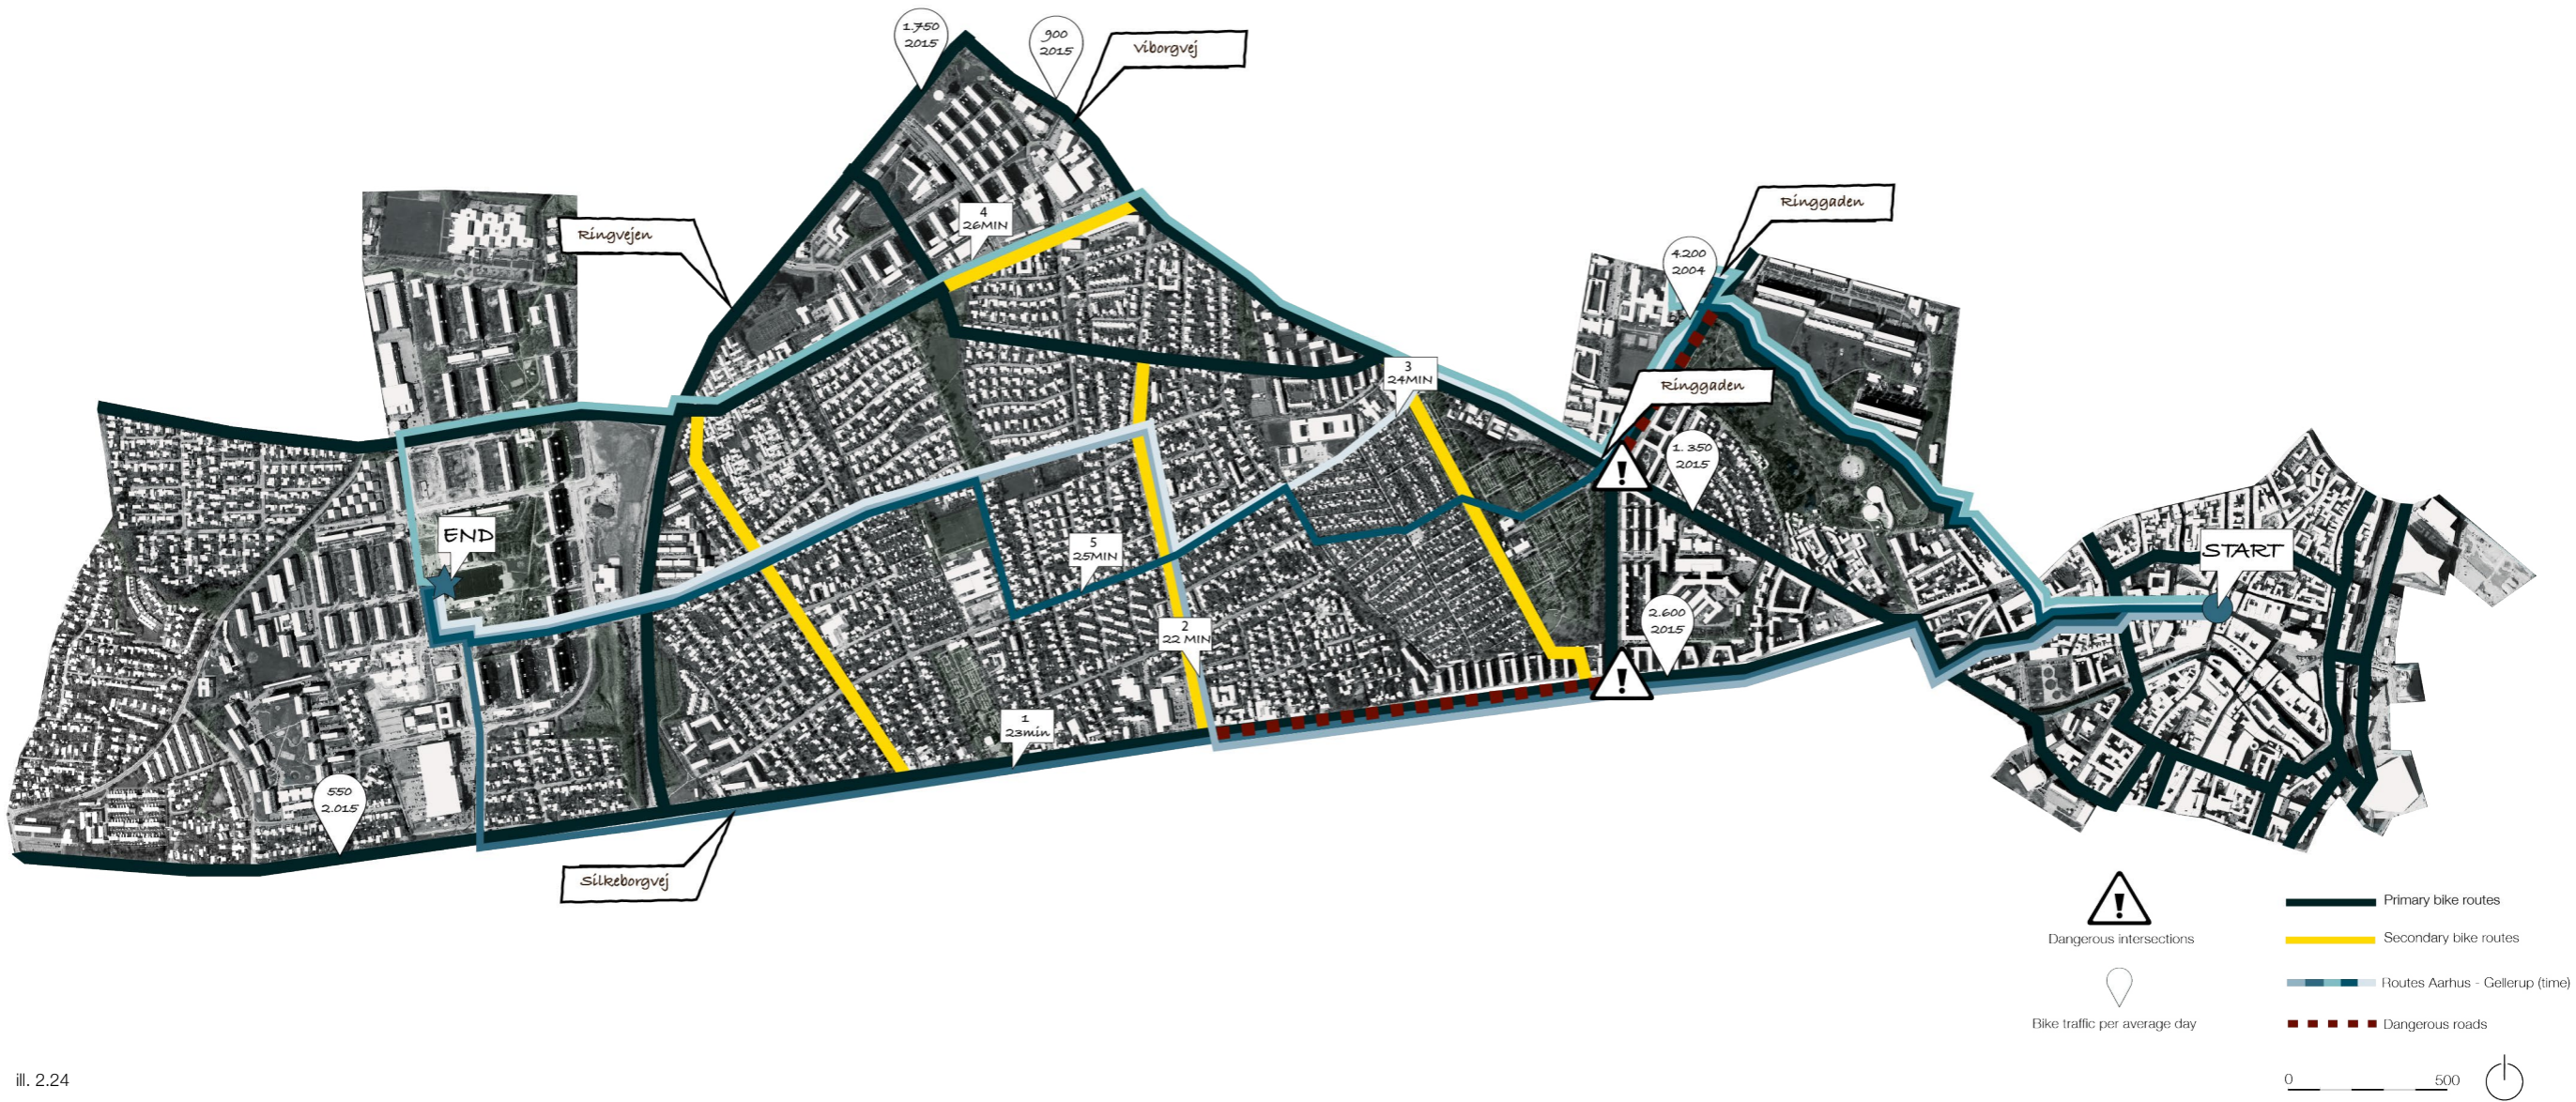 1.750
2015
900
2015
Viborgvej
Ringgaden
Ringvejen
4
26MIN
4.200
2004
3
24MIN
Ringgaden
1. 350
2015
END
START
5
25MIN
2
22 MIN
2.600
2015
1
23min
550
2.015
Silkeborgvej
Dangerous intersections
Bike traffic per average day
Primary bike routes
Secondary bike routes
Routes Aarhus - Gellerup (time)
Dangerous roads
0 500
ill. 2.24